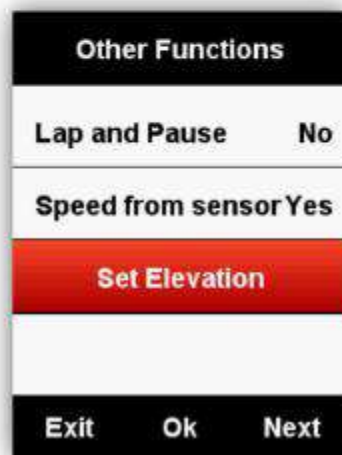 Other Functions
Lap and Pause No
Speed from sensor Yes
Set Elevation
Exit Ok Next